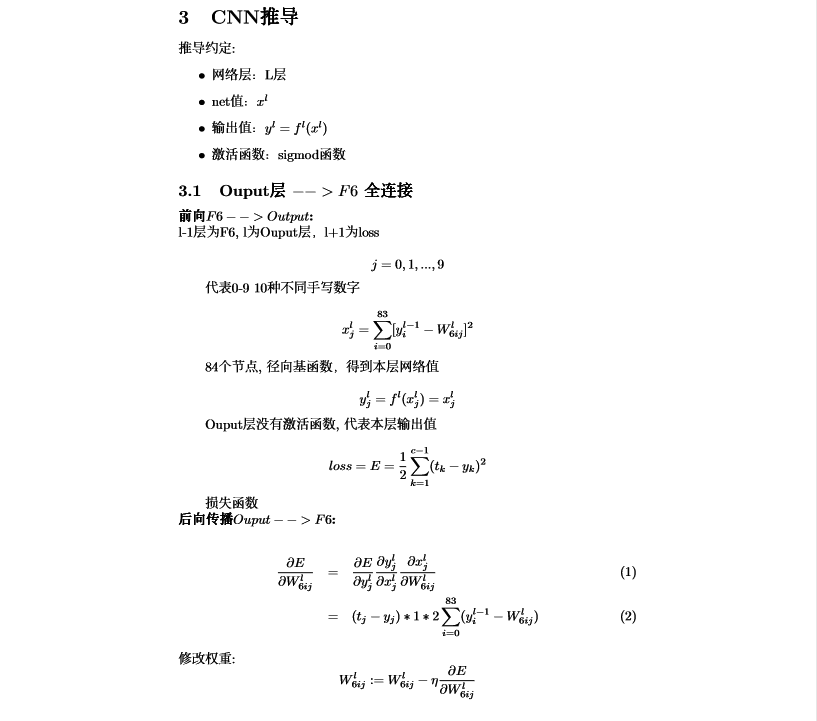 3 CNN推导
推导约定:
• 网络层：L层
• net值：$x^l$
• 输出值：$y^l = f^l(x^l)$
• 激活函数：sigmod函数
3.1 Ouput层 $-->F6$ 全连接
前向$F6-->Output$:
l-1层为F6, l为Ouput层，l+1为loss
$j = 0, 1, ..., 9$
代表0-9 10种不同手写数字
$x_j^l = \sum_{i=0}^{83}[y_i^{l-1} - W_{6ij}^l]^2$
84个节点, 径向基函数，得到本层网络值
$y_j^l = f^l(x_j^l) = x_j^l$
Ouput层没有激活函数, 代表本层输出值
$loss = E = \frac{1}{2}\sum_{k=1}^{c-1}(t_k - y_k)^2$
损失函数
后向传播$Ouput-->F6$:
$\frac{\partial E}{\partial W_{6ij}^l} = \frac{\partial E}{\partial y_j^l}\frac{\partial y_j^l}{\partial x_j^l}\frac{\partial x_j^l}{\partial W_{6ij}^l}$ (1)
$= (t_j - y_j) * 1 * 2\sum_{i=0}^{83}(y_i^{l-1} - W_{6ij}^l)$ (2)
修改权重:
$W_{6ij}^l := W_{6ij}^l - \eta\frac{\partial E}{\partial W_{6ij}^l}$